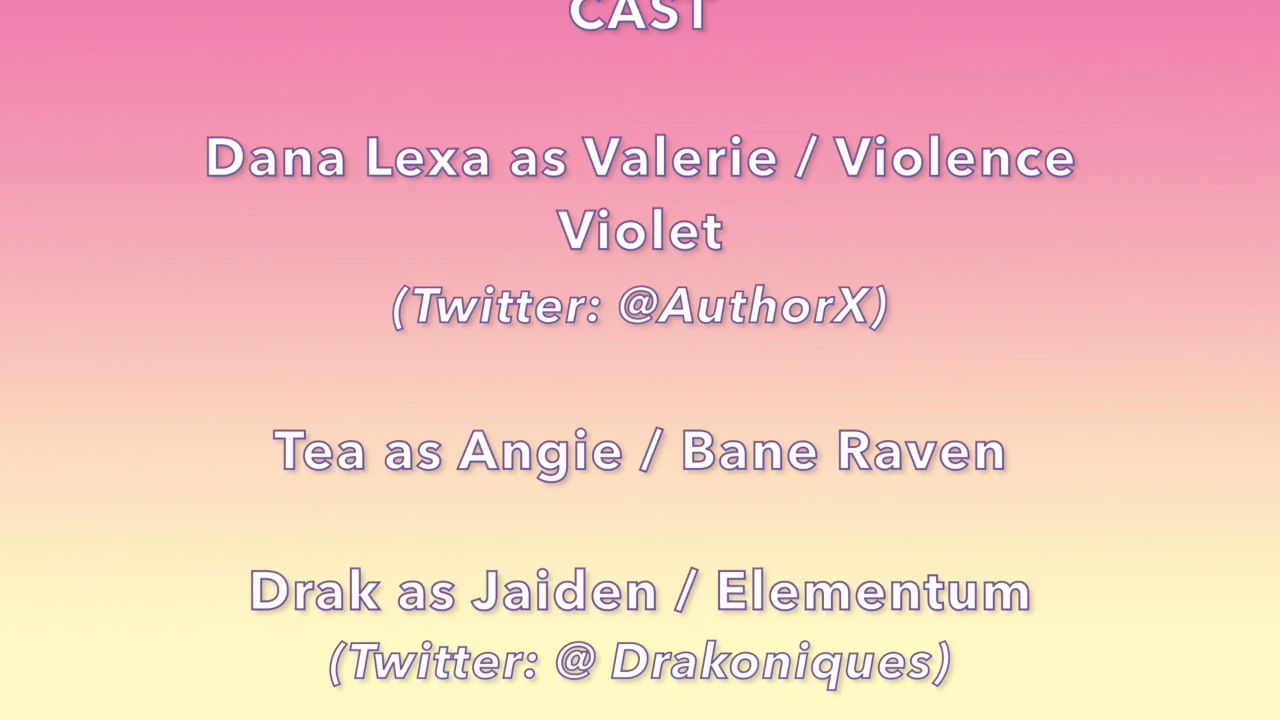 CAST
Dana Lexa as Valerie / Violence
Violet
(Twitter: @AuthorX)
Tea as Angie / Bane Raven
Drak as Jaiden / Elementum
(Twitter: @ Drakoniques)